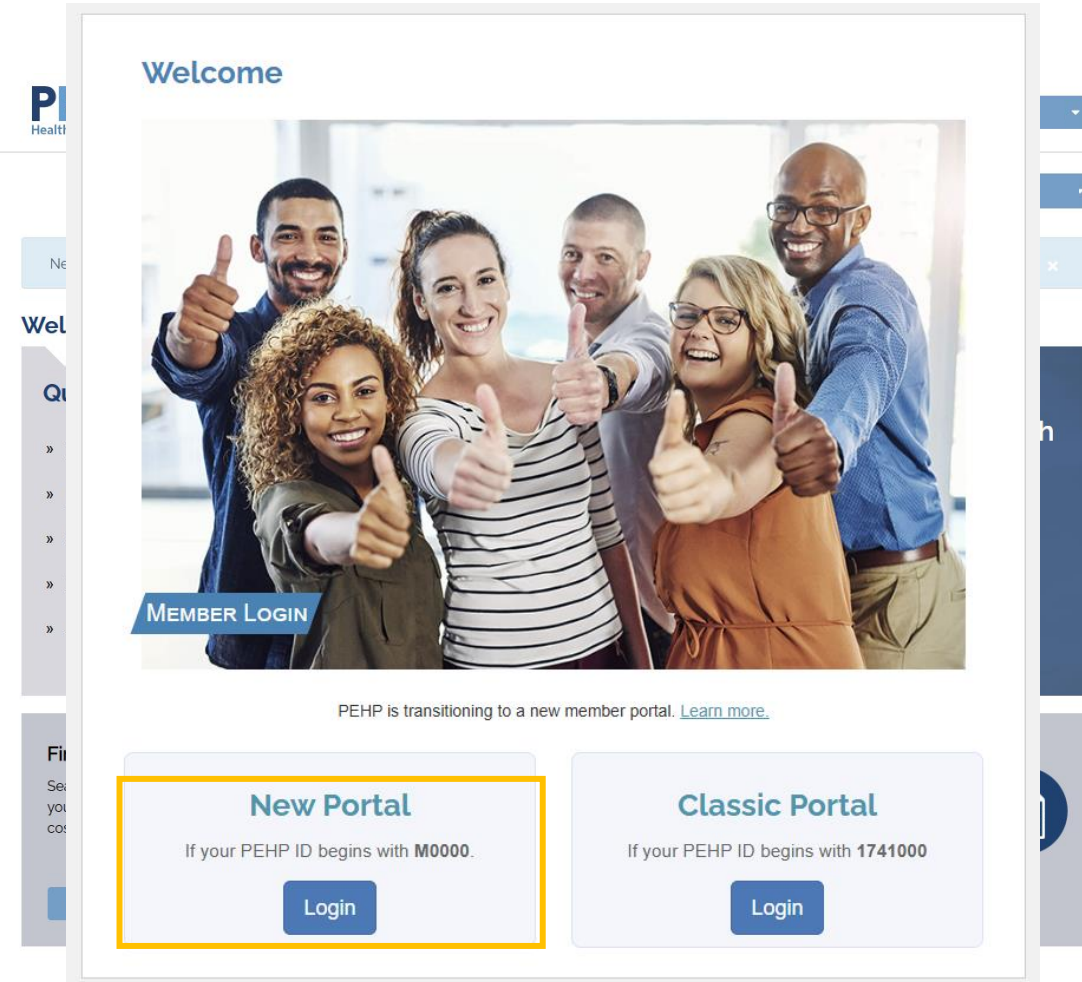 Welcome
Health
MEMBER LOGIN
PEHP is transitioning to a new member portal. Learn more.
New Portal
If your PEHP ID begins with M0000.
Login
Classic Portal
If your PEHP ID begins with 1741000
Login